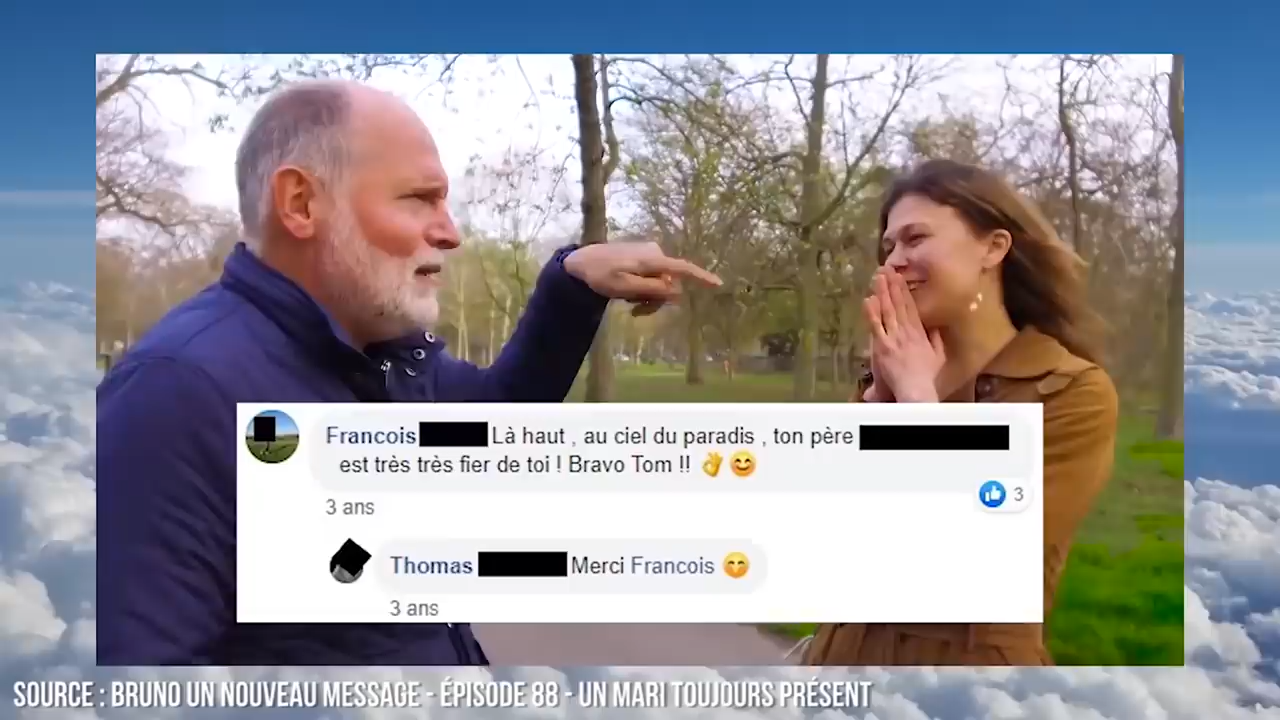 Francois Là haut , au ciel du paradis , ton père
est très très fier de toi ! Bravo Tom !! 👌😊
3 ans
3
Thomas Merci Francois 😊
3 ans
SOURCE : BRUNO UN NOUVEAU MESSAGE - ÉPISODE 88 - UN MARI TOUJOURS PRÉSENT